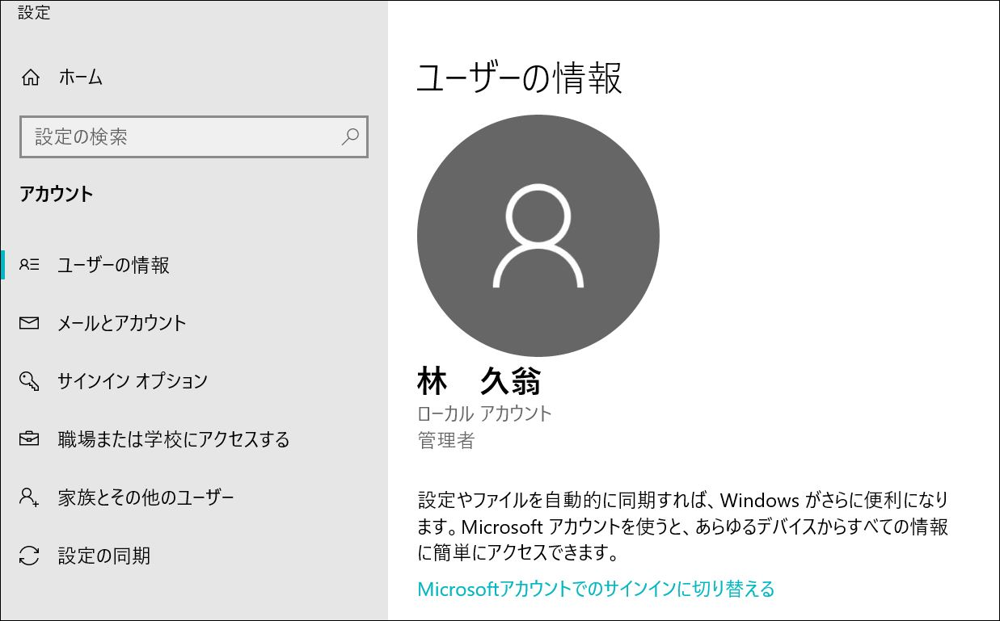 設定
ホーム
設定の検索
アカウント
ユーザーの情報
メールとアカウント
サインイン オプション
職場または学校にアクセスする
家族とその他のユーザー
設定の同期
ユーザーの情報
林　久翁
ローカル アカウント
管理者
設定やファイルを自動的に同期すれば、Windows がさらに便利になり
ます。Microsoft アカウントを使うと、あらゆるデバイスからすべての情報
に簡単にアクセスできます。
Microsoftアカウントでのサインインに切り替える